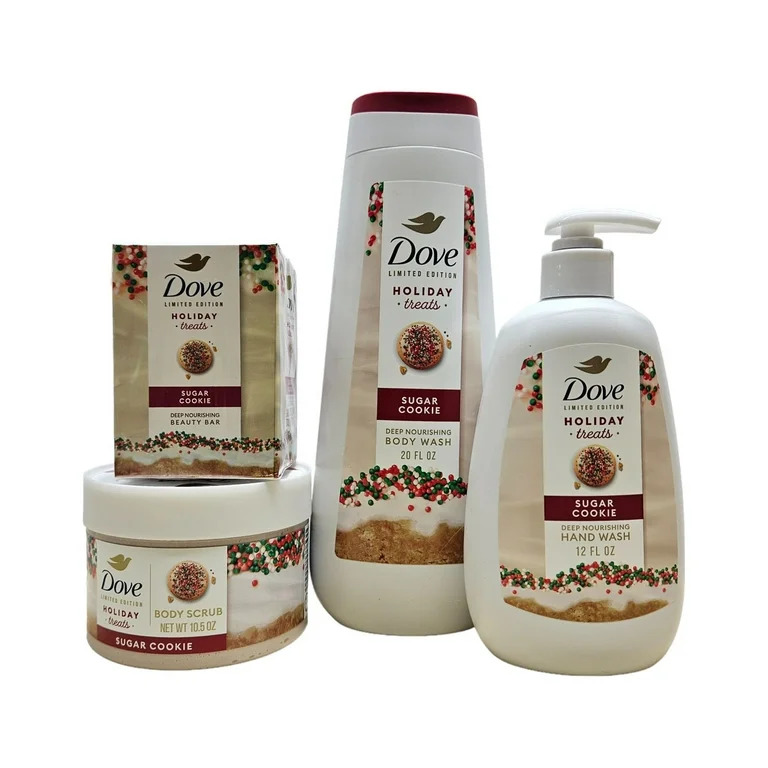 Dove
LIMITED EDITION
HOLIDAY
• treats •
SUGAR
COOKIE
DEEP NOURISHING
BEAUTY BAR
Dove
LIMITED EDITION
HOLIDAY
• treats •
BODY SCRUB
NET WT 10.5 OZ
SUGAR COOKIE
Dove
LIMITED EDITION
HOLIDAY
• treats •
SUGAR
COOKIE
DEEP NOURISHING
BODY WASH
20 FL OZ
Dove
LIMITED EDITION
HOLIDAY
• treats •
SUGAR
COOKIE
DEEP NOURISHING
HAND WASH
12 FL OZ